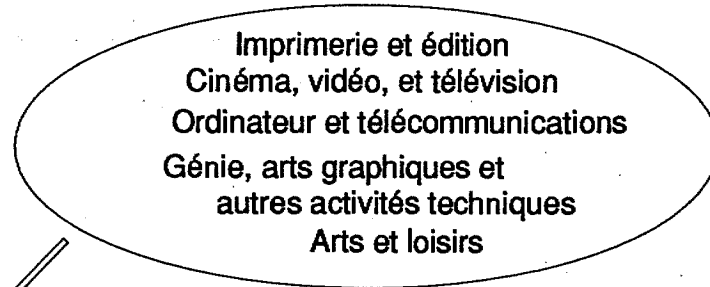 Imprimerie et édition
Cinéma, vidéo, et télévision
Ordinateur et télécommunications
Génie, arts graphiques et
autres activités techniques
Arts et loisirs